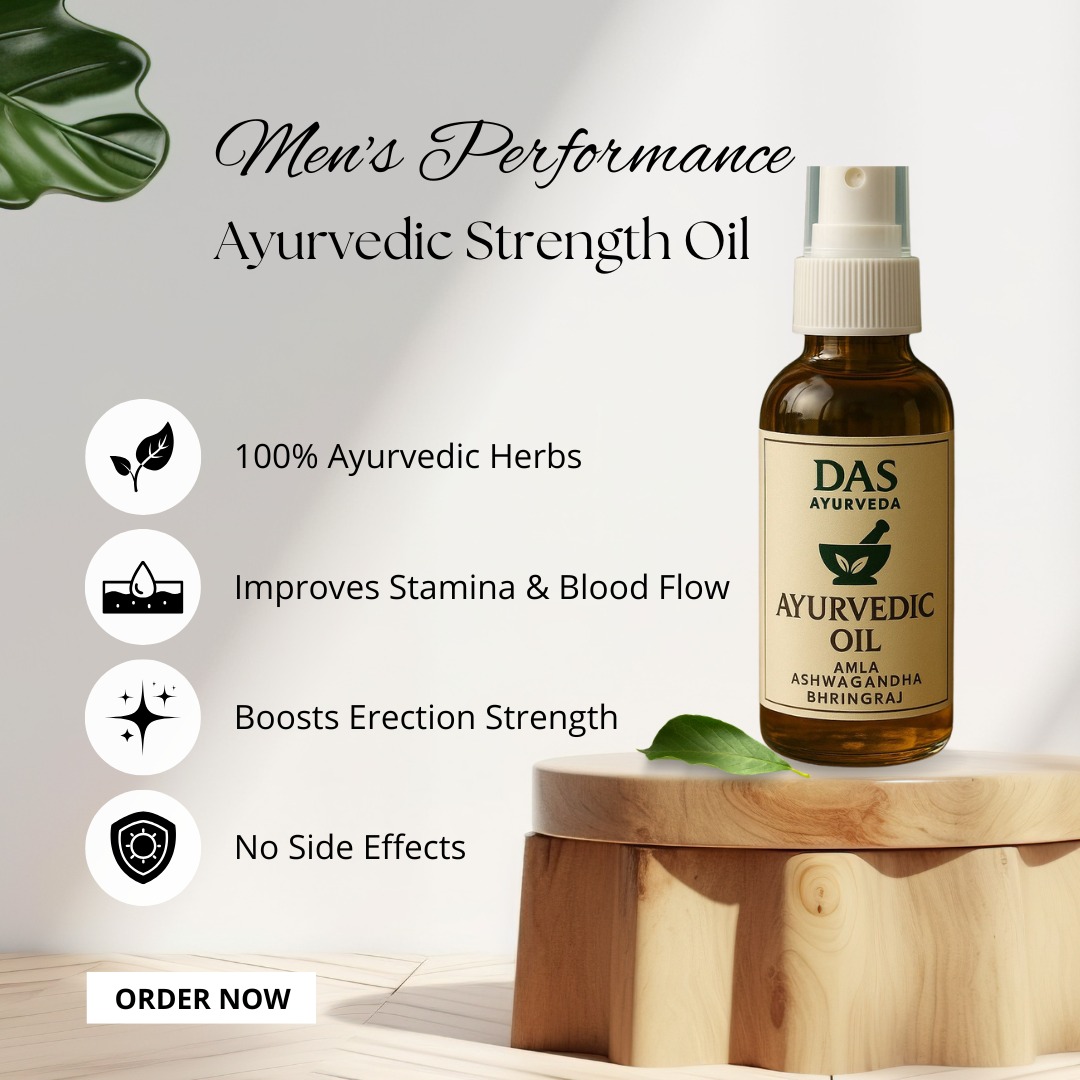 Men's Performance
Ayurvedic Strength Oil
100% Ayurvedic Herbs
Improves Stamina & Blood Flow
Boosts Erection Strength
No Side Effects
ORDER NOW
DAS
AYURVEDA
AYURVEDIC
OIL
AMLA
ASHWAGANDHA
BHRINGRAJ